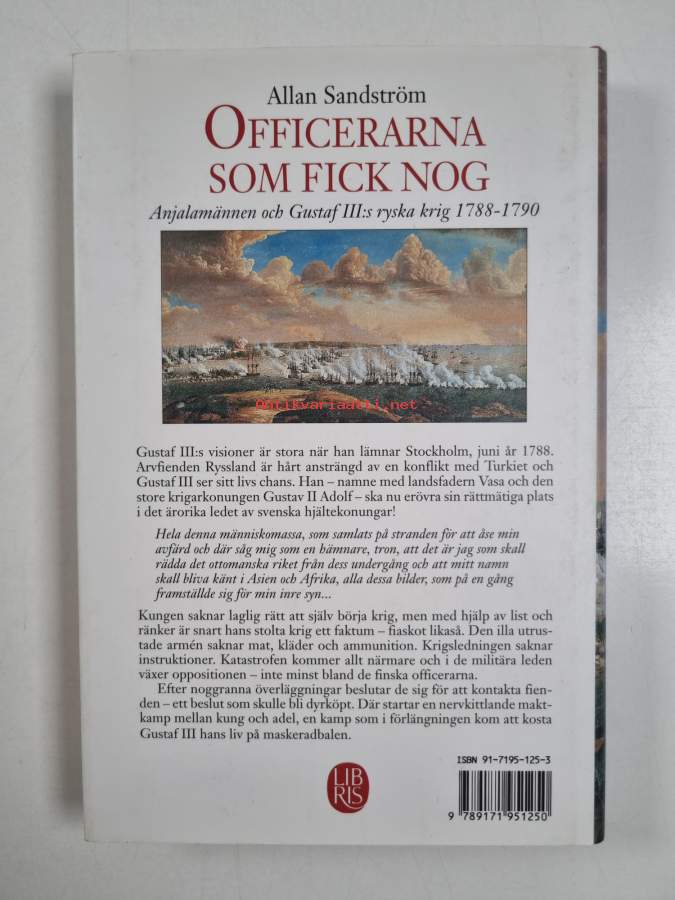 Allan Sandström
OFFICERARNA
SOM FICK NOG
Anjalamännen och Gustaf III:s ryska krig 1788-1790
Antikvariaatti.net
Gustaf III:s visioner är stora när han lämnar Stockholm, juni år 1788.
Arvfienden Ryssland är hårt ansträngd av en konflikt med Turkiet och
Gustaf III ser sitt livs chans. Han – namne med landsfadern Vasa och den
store krigarkonungen Gustav II Adolf – ska nu erövra sin rättmätiga plats
i det ärorika ledet av svenska hjältekonungar!
Hela denna människomassa, som samlats på stranden för att åse min
avfärd och där såg mig som en hämnare, tron, att det är jag som skall
rädda det ottomanska riket från dess undergång och att mitt namn
skall bliva känt i Asien och Afrika, alla dessa bilder, som på en gång
framställde sig för min inre syn...
Kungen saknar laglig rätt att själv börja krig, men med hjälp av list och
ränker är snart hans stolta krig ett faktum – fiaskot likaså. Den illa utrus-
tade armén saknar mat, kläder och ammunition. Krigsledningen saknar
instruktioner. Katastrofen kommer allt närmare och i de militära leden
växer oppositionen – inte minst bland de finska officerarna.
Efter noggranna överläggningar beslutar de sig för att kontakta fien-
den – ett beslut som skulle bli dyrköpt. Där startar en nervkittlande makt-
kamp mellan kung och adel, en kamp som i förlängningen kom att kosta
Gustaf III hans liv på maskeradbalen.
ISBN 91-7195-125-3
LIB
RIS
9 789171 951250